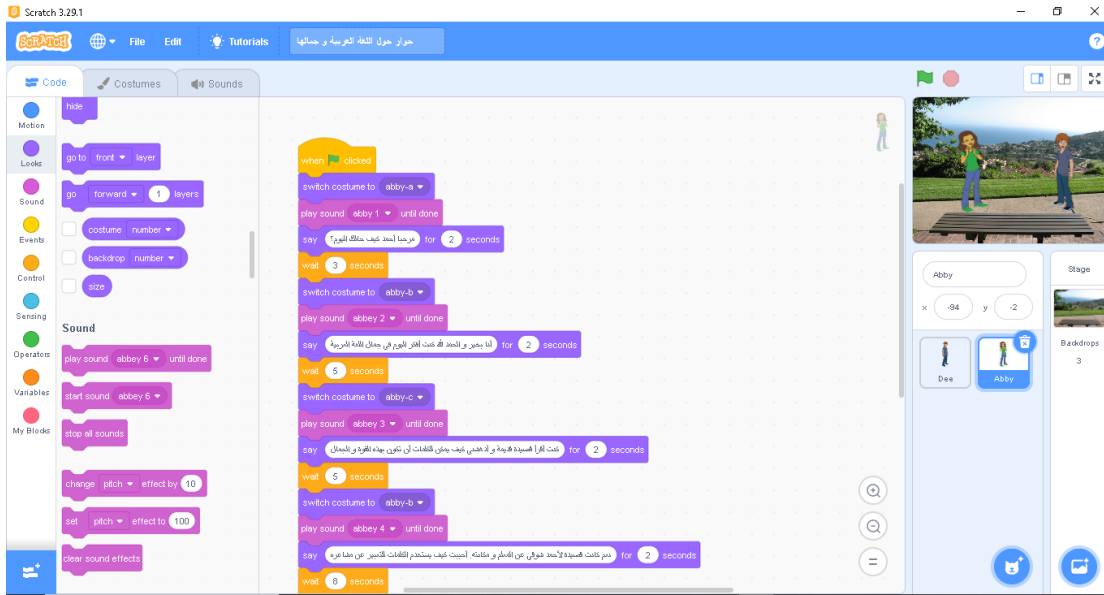 Scratch 3.29.1
SCRATCH File Edit Tutorials حوار حول اللغة العربية و جمالها
Code Costumes Sounds
Motion
Looks
Sound
Events
Control
Sensing
Operators
Variables
My Blocks
hide
go to front layer
go forward 1 layers
costume number
backdrop number
size
Sound
play sound abbey 6 until done
start sound abbey 6
stop all sounds
change pitch effect by 10
set pitch effect to 100
clear sound effects
when clicked
switch costume to abby-a
play sound abby 1 until done
say مرحبا أحمد كيف حالك اليوم؟ for 2 seconds
wait 3 seconds
switch costume to abby-b
play sound abbey 2 until done
say أنا بخير و الحمد لله كنت أفكر اليوم في جمال اللغة العربية for 2 seconds
wait 5 seconds
switch costume to abby-c
play sound abbey 3 until done
say كنت أقرأ قصيدة قديمة و أدهشني كيف يمكن للكلمات أن تكون بهذه القوة و الجمال for 2 seconds
wait 5 seconds
switch costume to abby-b
play sound abbey 4 until done
say نعم كانت قصيدة لأحمد شوقي عن المعلم و مكانته. أحببت كيف يستخدم الكلمات للتعبير عن مشاعره for 2 seconds
wait 8 seconds
Abby
x -94 y -2
Dee
Abby
Stage
Backdrops
3